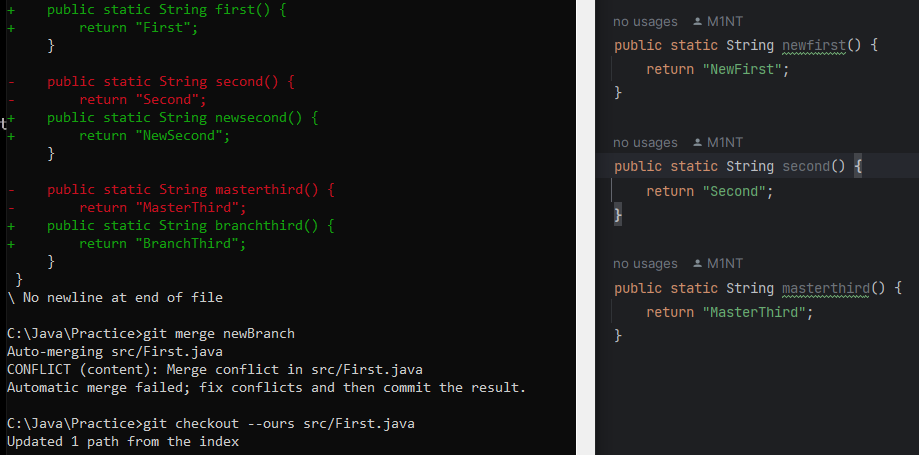 +    public static String first() {
+        return "First";
     }
-    public static String second() {
-        return "Second";
+    public static String newsecond() {
+        return "NewSecond";
     }
-    public static String masterthird() {
-        return "MasterThird";
+    public static String branchthird() {
+        return "BranchThird";
     }
 }
\ No newline at end of file
C:\Java\Practice>git merge newBranch
Auto-merging src/First.java
CONFLICT (content): Merge conflict in src/First.java
Automatic merge failed; fix conflicts and then commit the result.
C:\Java\Practice>git checkout --ours src/First.java
Updated 1 path from the index
t
no usages M1NT
public static String newfirst() {
    return "NewFirst";
}
no usages M1NT
public static String second() {
    return "Second";
}
no usages M1NT
public static String masterthird() {
    return "MasterThird";
}